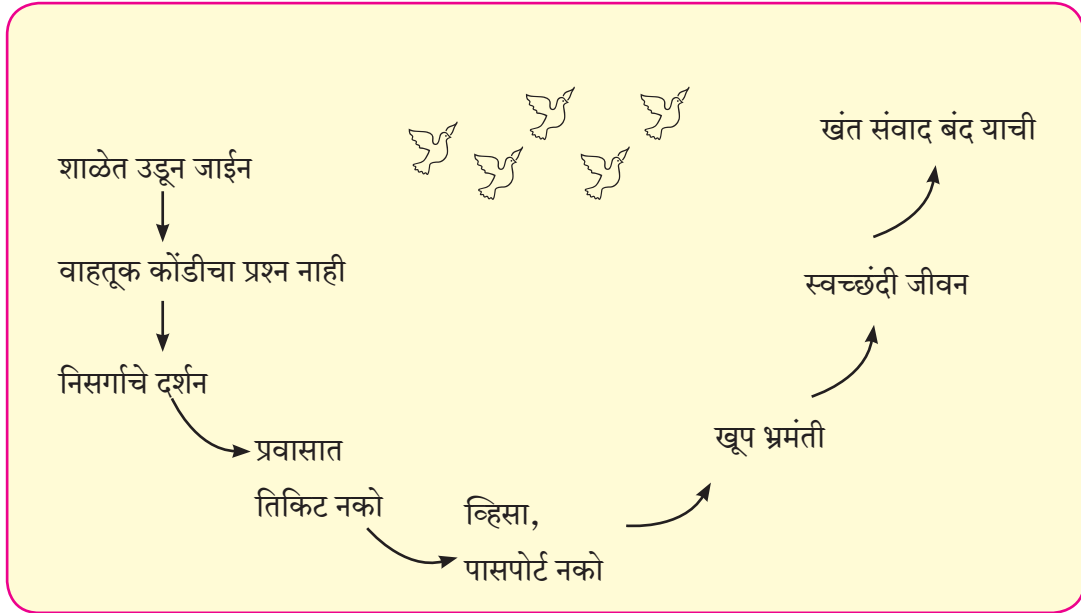 शाळेत उडून जाईन
वाहतूक कोंडीचा प्रश्न नाही
निसर्गाचे दर्शन
प्रवासात
तिकिट नको
व्हिसा,
पासपोर्ट नको
खूप भ्रमंती
स्वच्छंदी जीवन
खंत संवाद बंद याची